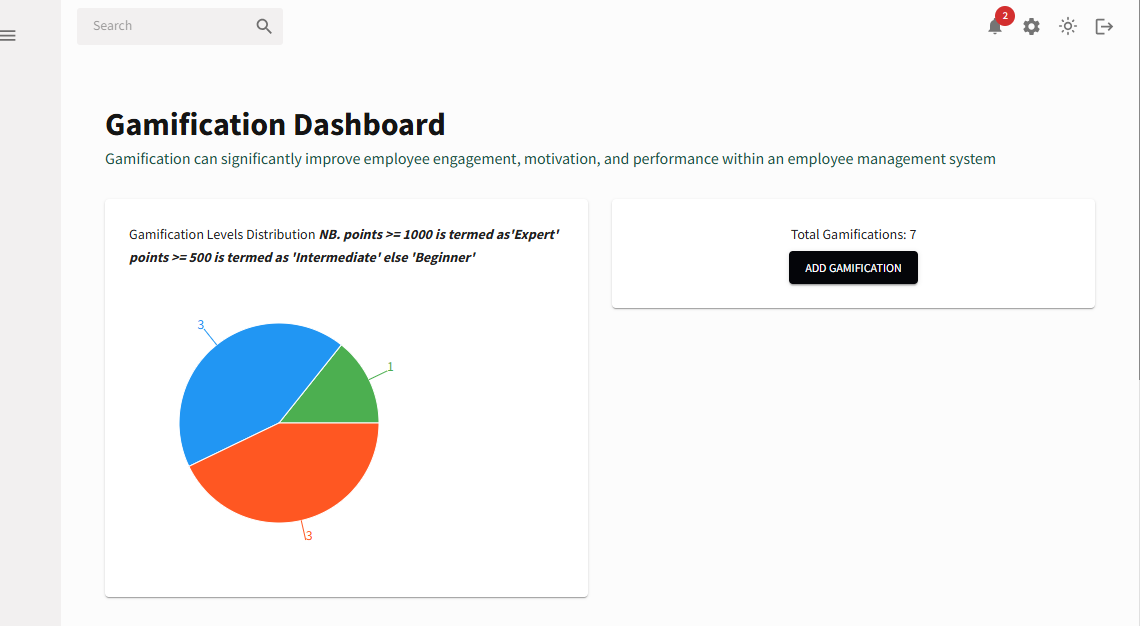 Search
2
Gamification Dashboard
Gamification can significantly improve employee engagement, motivation, and performance within an employee management system
Gamification Levels Distribution NB. points >= 1000 is termed as'Expert'
points >= 500 is termed as 'Intermediate' else 'Beginner'
3
1
3
Total Gamifications: 7
ADD GAMIFICATION